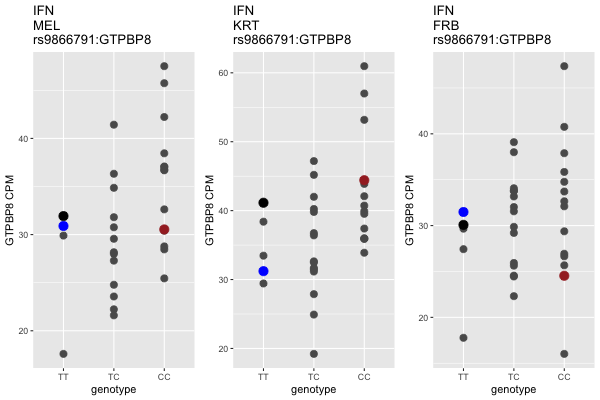 IFN
MEL
rs9866791:GTPBP8
GTPBP8 CPM
40
30
20
TT TC CC
genotype
IFN
KRT
rs9866791:GTPBP8
GTPBP8 CPM
60
50
40
30
20
TT TC CC
genotype
IFN
FRB
rs9866791:GTPBP8
GTPBP8 CPM
40
30
20
TT TC CC
genotype